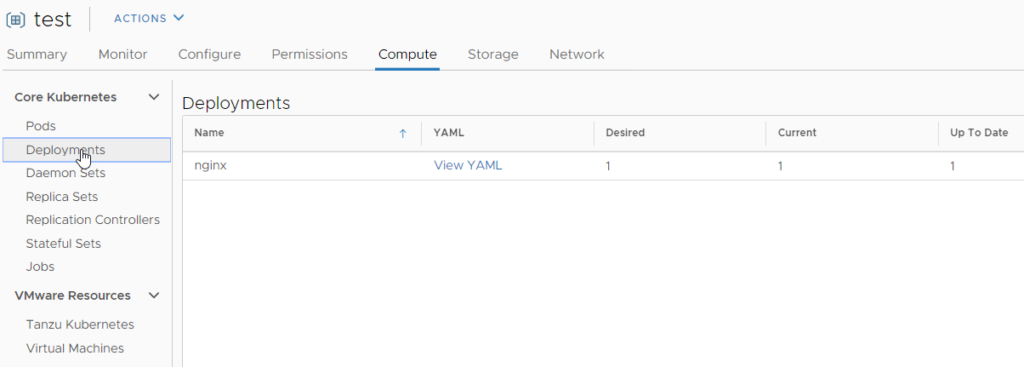 test ACTIONS
Summary Monitor Configure Permissions Compute Storage Network
Core Kubernetes
Pods
Deployments
Daemon Sets
Replica Sets
Replication Controllers
Stateful Sets
Jobs
VMware Resources
Tanzu Kubernetes
Virtual Machines
Deployments
Name YAML Desired Current Up To Date
nginx View YAML 1 1 1